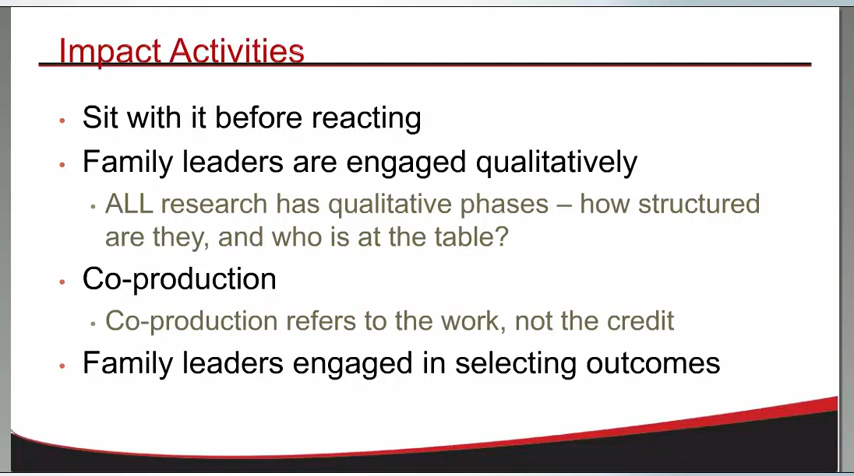 Impact Activities
• Sit with it before reacting
• Family leaders are engaged qualitatively
• ALL research has qualitative phases – how structured
are they, and who is at the table?
• Co-production
• Co-production refers to the work, not the credit
• Family leaders engaged in selecting outcomes